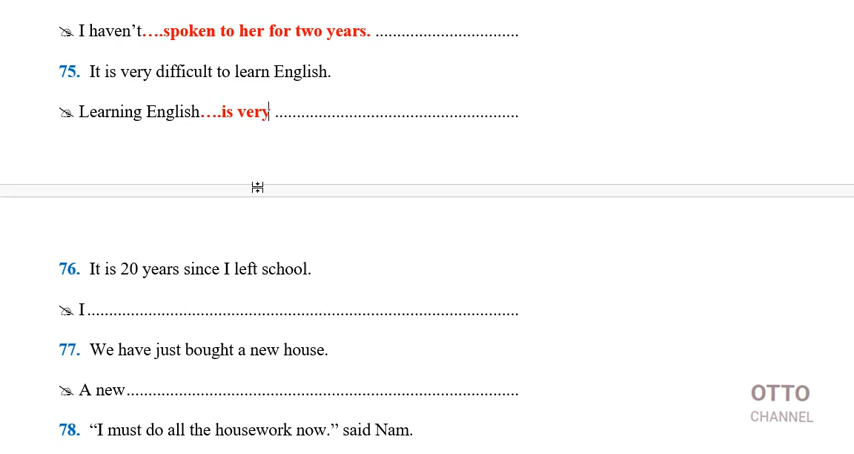 I haven't….spoken to her for two years. .................................
75. It is very difficult to learn English.
Learning English….is very ........................................................
76. It is 20 years since I left school.
I...................................................................................................
77. We have just bought a new house.
A new..........................................................................................
78. “I must do all the housework now.” said Nam.
OTTO
CHANNEL